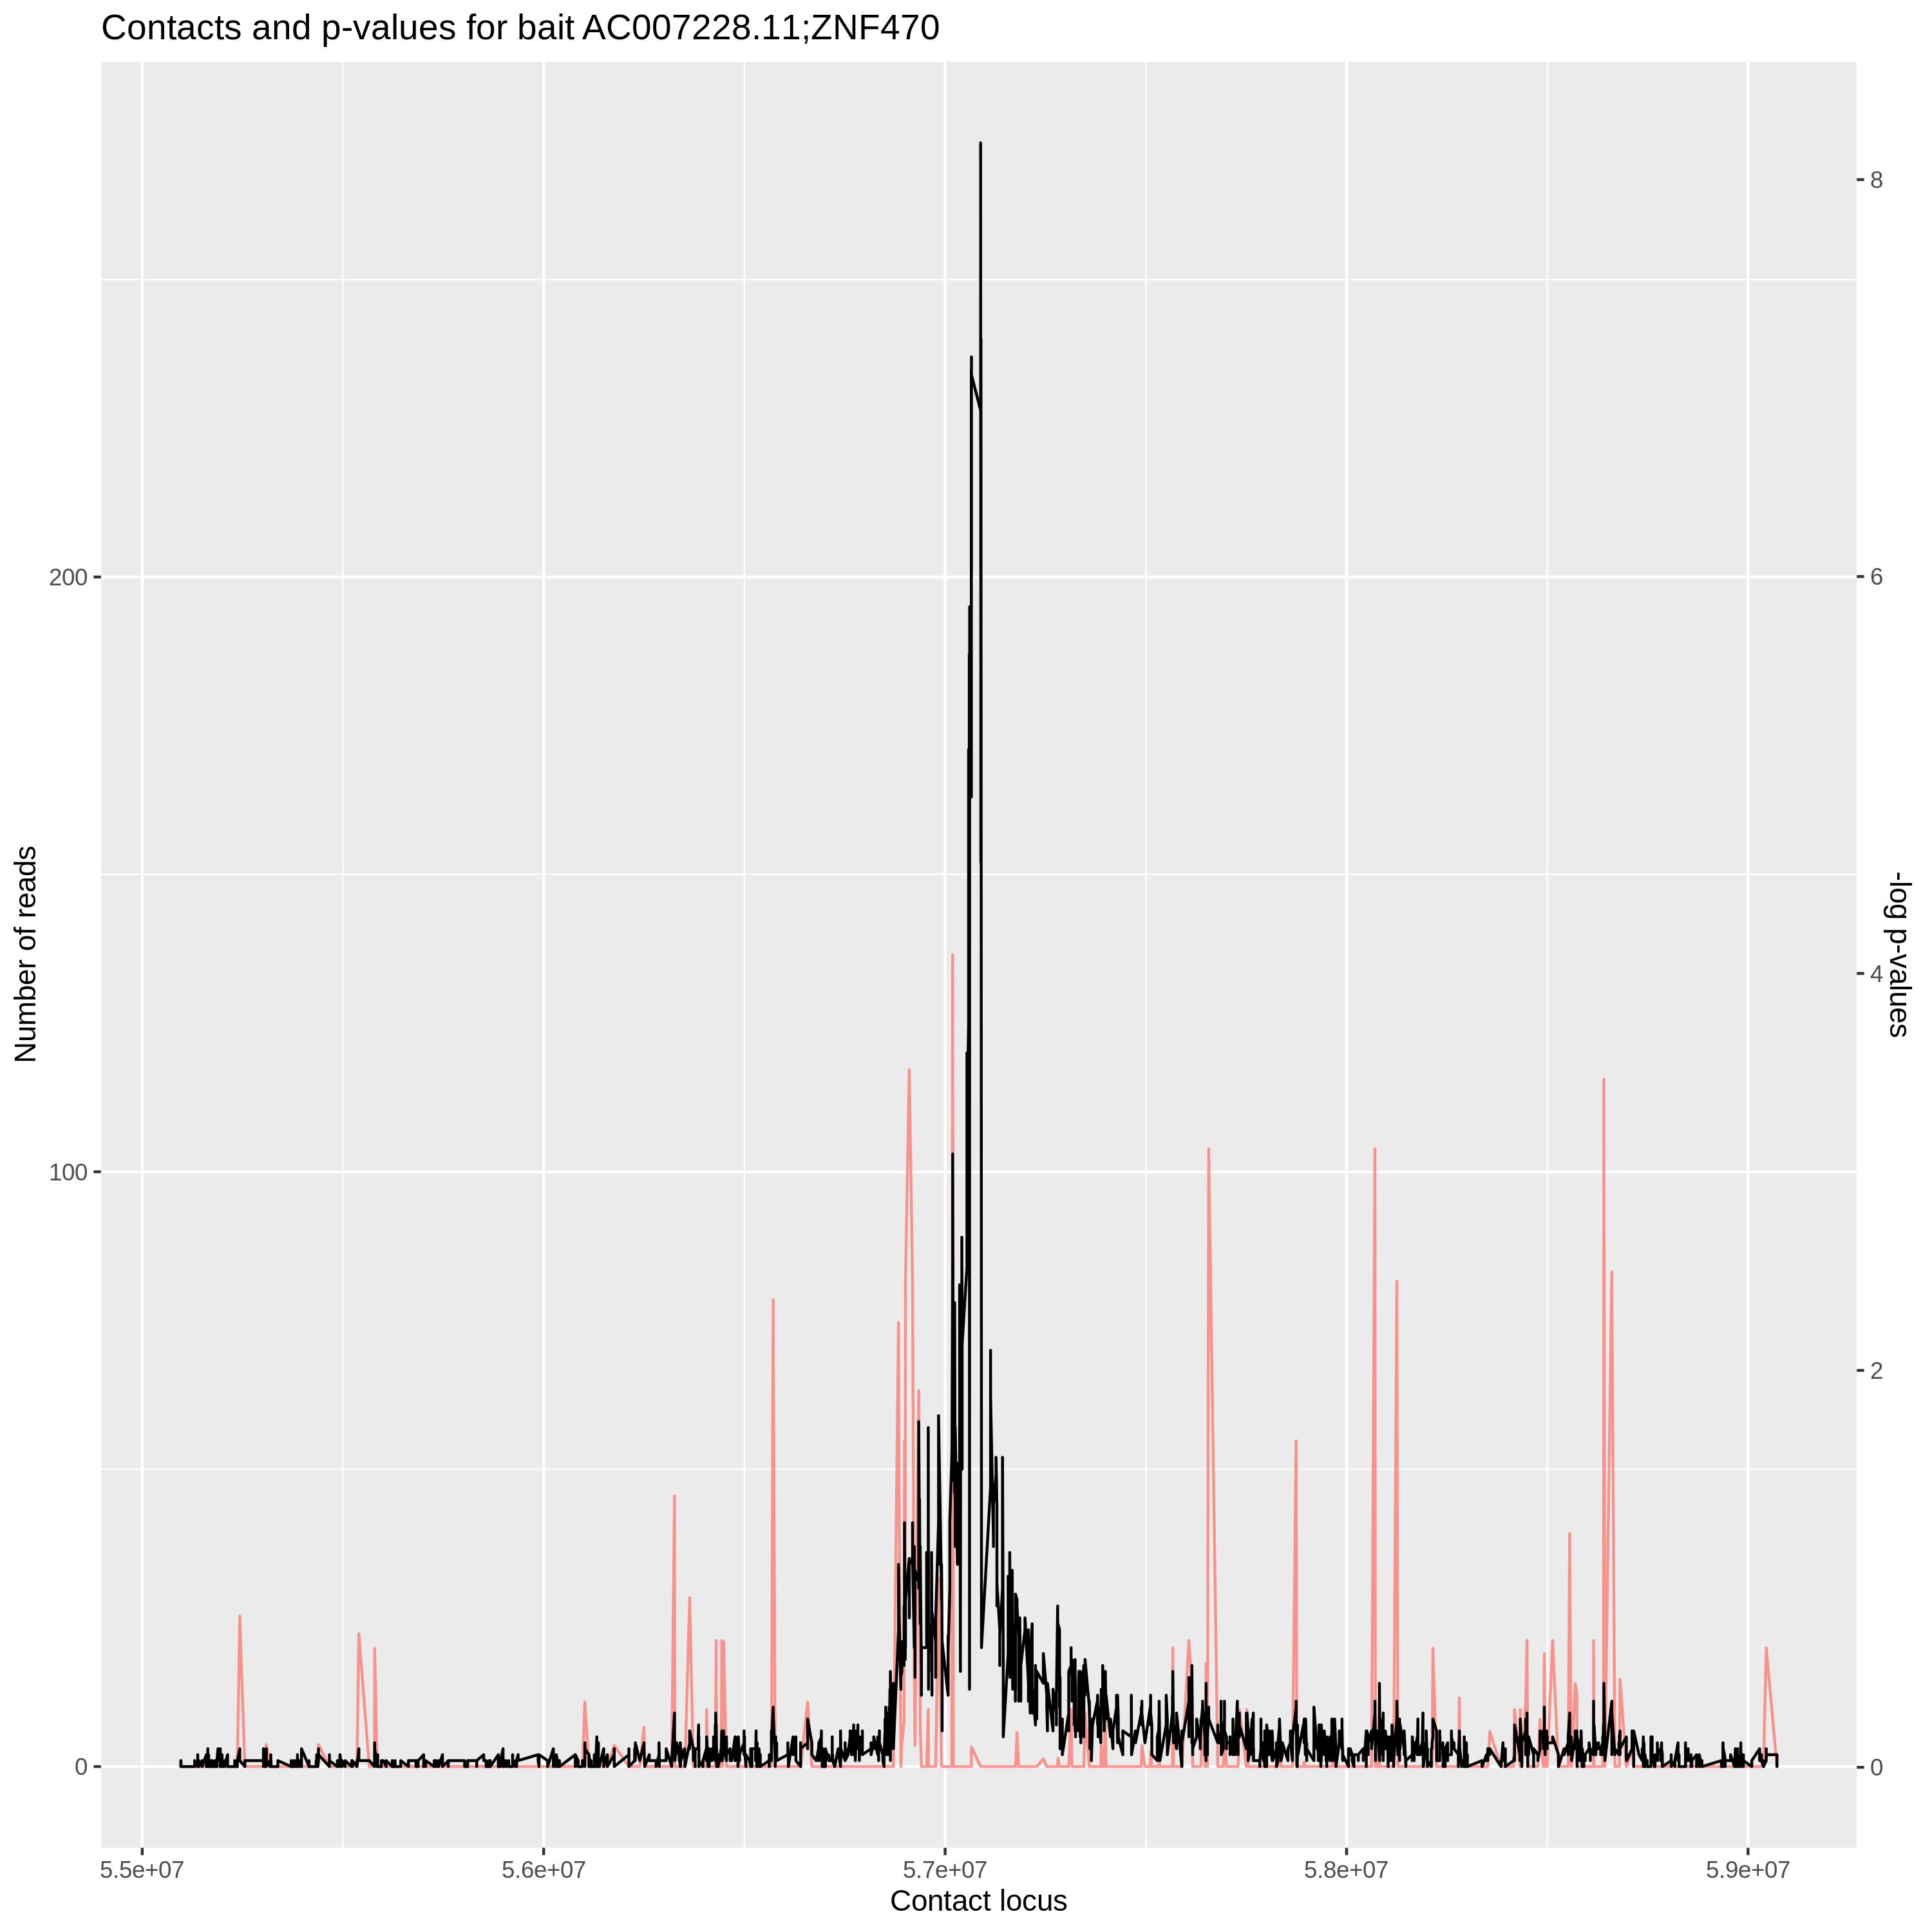 Contacts and p-values for bait AC007228.11;ZNF470
Number of reads
200
100
0
8
6
4
2
0
-log p-values
5.5e+07 5.6e+07 5.7e+07 5.8e+07 5.9e+07
Contact locus